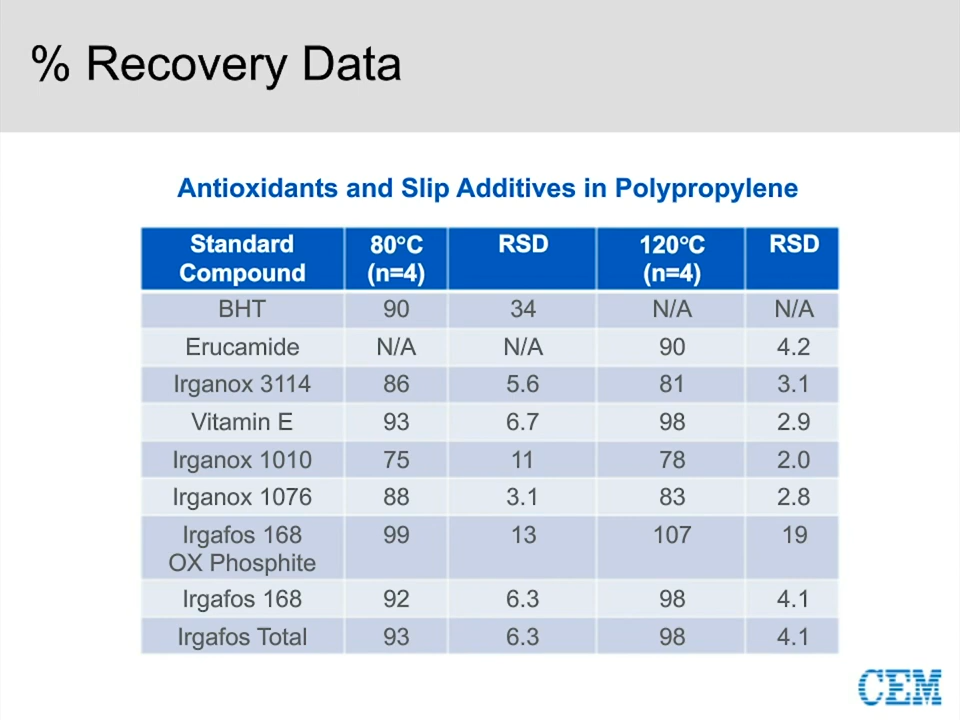 % Recovery Data
Antioxidants and Slip Additives in Polypropylene
Standard Compound 80°C (n=4) RSD 120°C (n=4) RSD
BHT 90 34 N/A N/A
Erucamide N/A N/A 90 4.2
Irganox 3114 86 5.6 81 3.1
Vitamin E 93 6.7 98 2.9
Irganox 1010 75 11 78 2.0
Irganox 1076 88 3.1 83 2.8
Irgafos 168 OX Phosphite 99 13 107 19
Irgafos 168 92 6.3 98 4.1
Irgafos Total 93 6.3 98 4.1
CEM